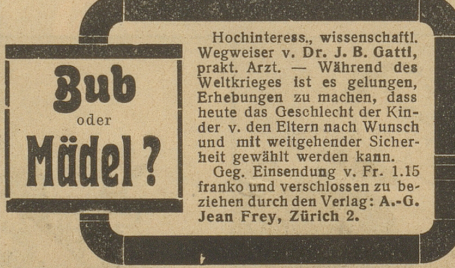 Bub
oder
Mädel?
Hochinteress., wissenschaftl.
Wegweiser v. Dr. J. B. Gatti,
prakt. Arzt. — Während des
Weltkrieges ist es gelungen,
Erhebungen zu machen, dass
heute das Geschlecht der Kin-
der v. den Eltern nach Wunsch
und mit weitgehender Sicher-
heit gewählt werden kann.
Geg. Einsendung v. Fr. 1.15
franko und verschlossen zu be-
ziehen durch den Verlag: A.-G.
Jean Frey, Zürich 2.